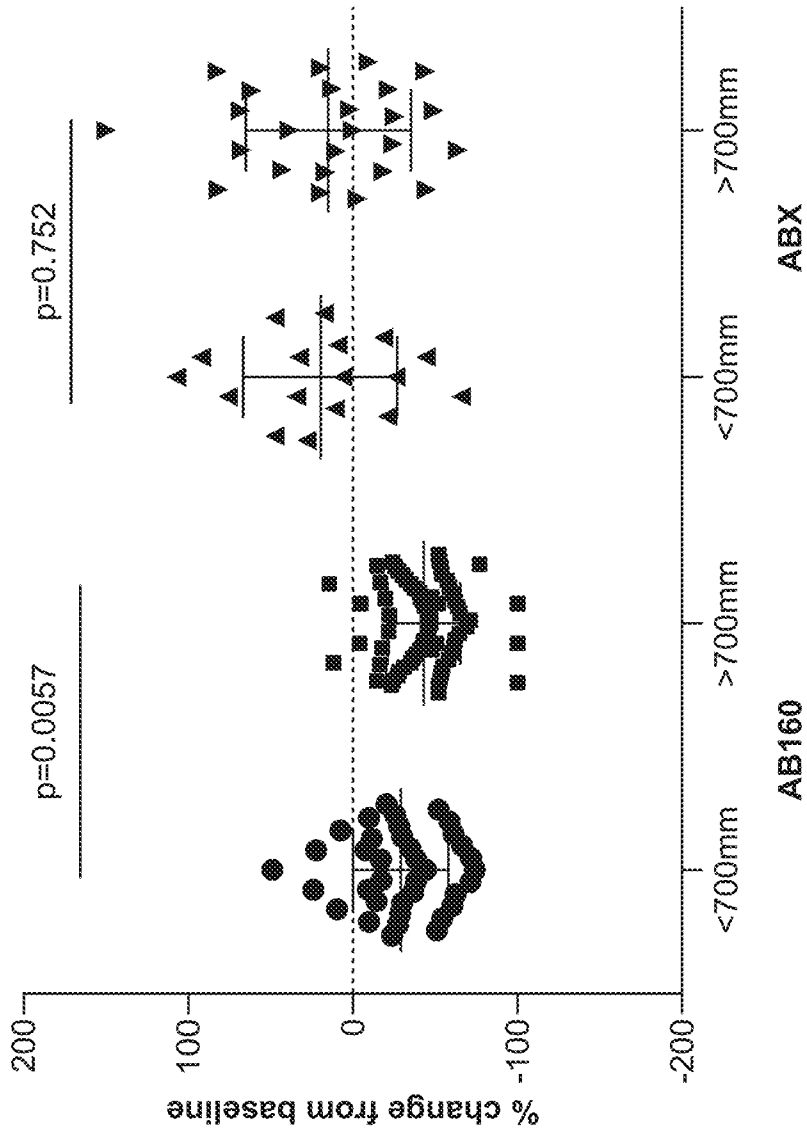 p=0.0057
p=0.752
200
100
0
-100
-200
% change from baseline
<700mm
>700mm
<700mm
>700mm
AB160
ABX